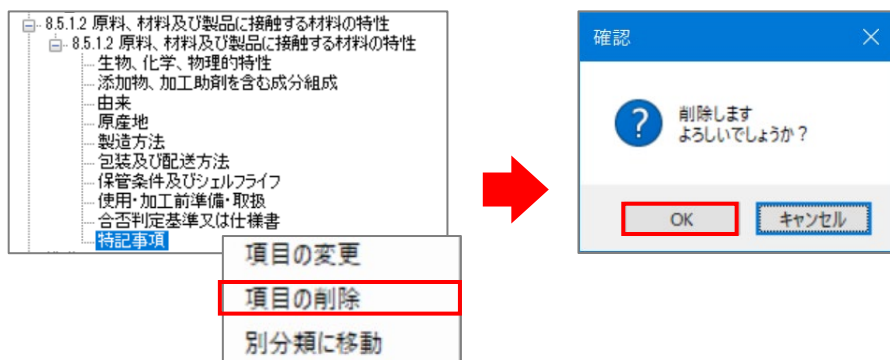 8.5.1.2 原料、材料及び製品に接触する材料の特性
8.5.1.2 原料、材料及び製品に接触する材料の特性
生物、化学、物理的特性
添加物、加工助剤を含む成分組成
由来
原産地
製造方法
包装及び配送方法
保管条件及びシェルフライフ
使用・加工前準備・取扱
合否判定基準又は仕様書
特記事項
項目の変更
項目の削除
別分類に移動
確認
削除します
よろしいでしょうか？
OK
キャンセル